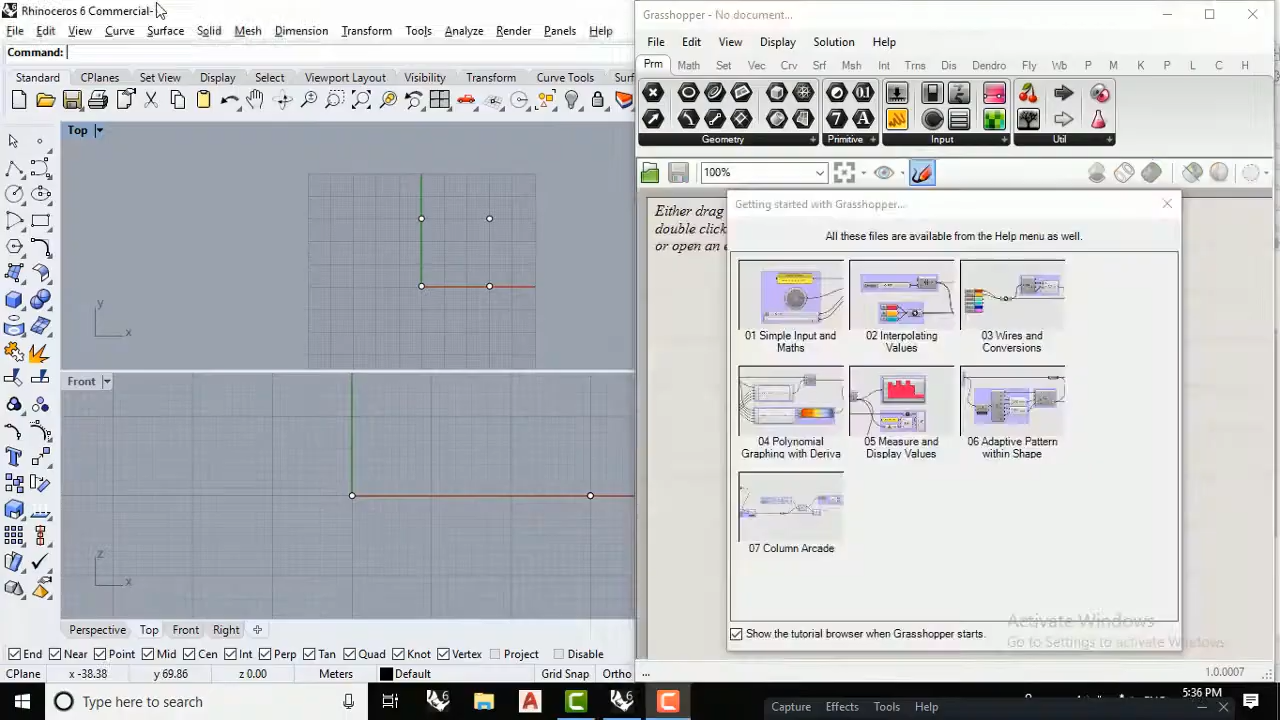 Rhinoceros 6 Commercial-
File Edit View Curve Surface Solid Mesh Dimension Transform Tools Analyze Render Panels Help
Command:
Standard CPlanes Set View Display Select Viewport Layout Visibility Transform Curve Tools Surf
Top
y
x
Front
z
x
Perspective Top Front Right
End Near Point Mid Cen Int Perp Tan Quad Knot Vertex Project Disable
CPlane x -38.38 y 69.86 z 0.00 Meters Default Grid Snap Ortho
Grasshopper - No document...
File Edit View Display Solution Help
Prm Math Set Vec Crv Srf Msh Int Trns Dis Dendro Fly Wb P M K P L C H
Geometry Primitive Input Util
100%
Either drag
double click
or open an e
Getting started with Grasshopper...
All these files are available from the Help menu as well.
01 Simple Input and Maths
02 Interpolating Values
03 Wires and Conversions
04 Polynomial Graphing with Deriva
05 Measure and Display Values
06 Adaptive Pattern within Shape
07 Column Arcade
Show the tutorial browser when Grasshopper starts.
Activate Windows
Go to Settings to activate Windows.
... 1.0.0007
Type here to search
5:36 PM
Capture Effects Tools Help